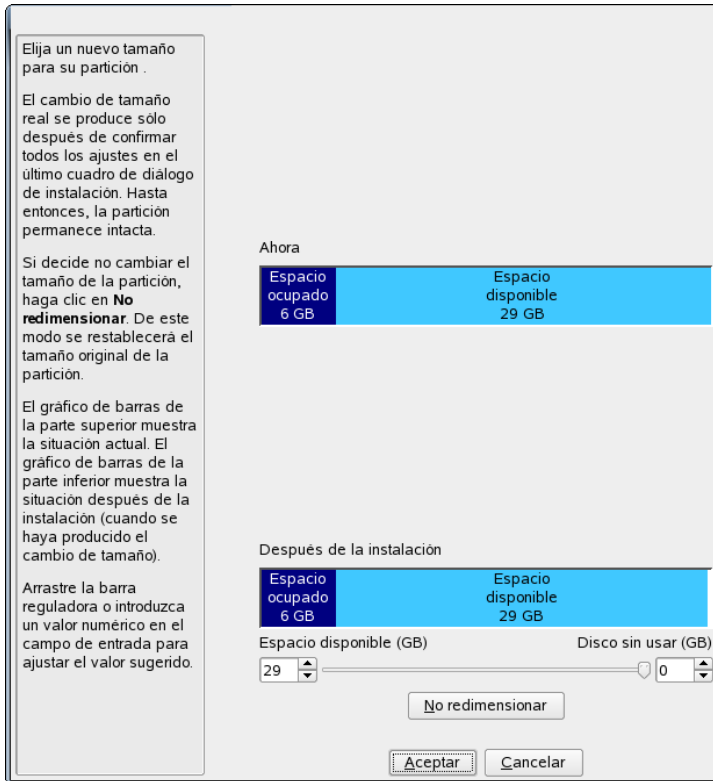 Elija un nuevo tamaño
para su partición .
El cambio de tamaño
real se produce sólo
después de confirmar
todos los ajustes en el
último cuadro de diálogo
de instalación. Hasta
entonces, la partición
permanece intacta.
Si decide no cambiar el
tamaño de la partición,
haga clic en No
redimensionar. De este
modo se restablecerá el
tamaño original de la
partición.
El gráfico de barras de
la parte superior muestra
la situación actual. El
gráfico de barras de la
parte inferior muestra la
situación después de la
instalación (cuando se
haya producido el
cambio de tamaño).
Arrastre la barra
reguladora o introduzca
un valor numérico en el
campo de entrada para
ajustar el valor sugerido.
Ahora
Espacio
ocupado
6 GB
Espacio
disponible
29 GB
Después de la instalación
Espacio
ocupado
6 GB
Espacio
disponible
29 GB
Espacio disponible (GB)
Disco sin usar (GB)
29
0
No redimensionar
Aceptar
Cancelar